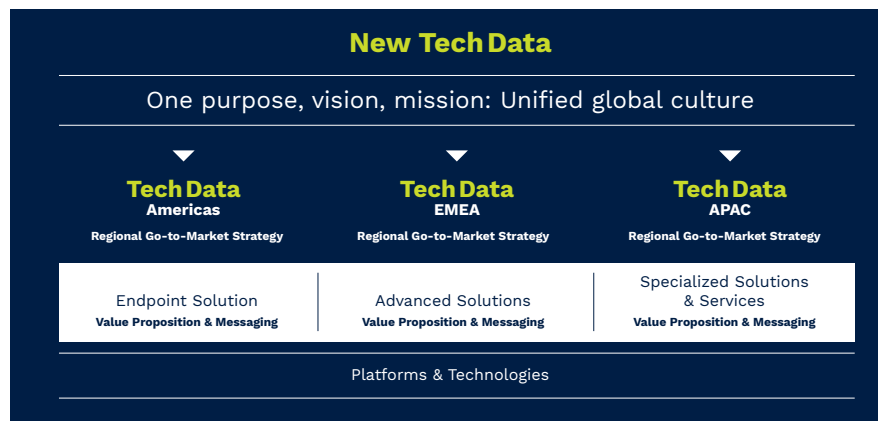 New Tech Data
One purpose, vision, mission: Unified global culture
Tech Data
Americas
Regional Go-to-Market Strategy
Tech Data
EMEA
Regional Go-to-Market Strategy
Tech Data
APAC
Regional Go-to-Market Strategy
Endpoint Solution
Value Proposition & Messaging
Advanced Solutions
Value Proposition & Messaging
Specialized Solutions
& Services
Value Proposition & Messaging
Platforms & Technologies